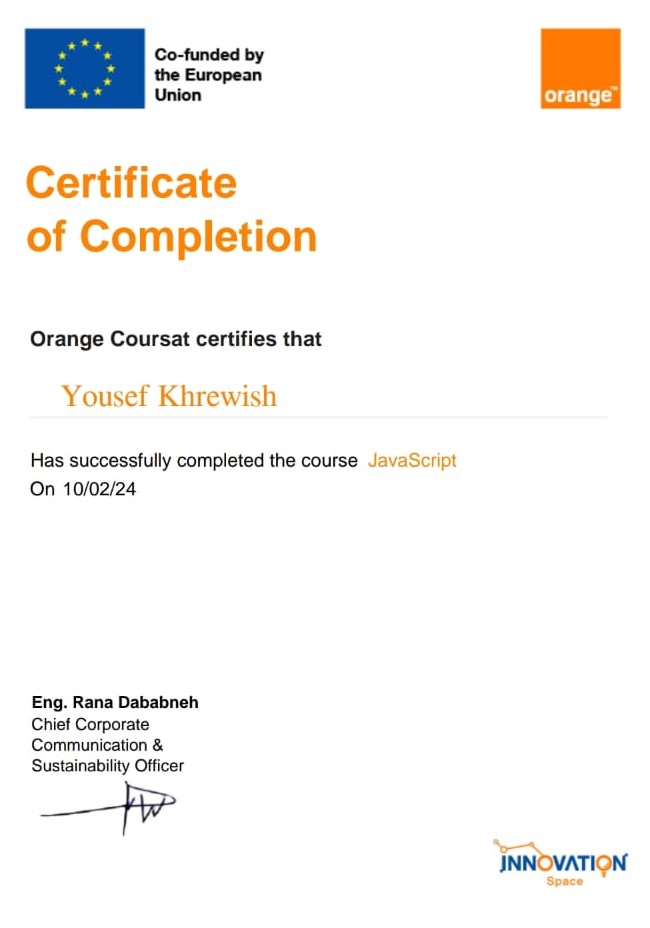 Co-funded by
the European
Union
orange™
Certificate
of Completion
Orange Coursat certifies that
Yousef Khrewish
Has successfully completed the course JavaScript
On 10/02/24
Eng. Rana Dababneh
Chief Corporate
Communication &
Sustainability Officer
INNOVATION
Space